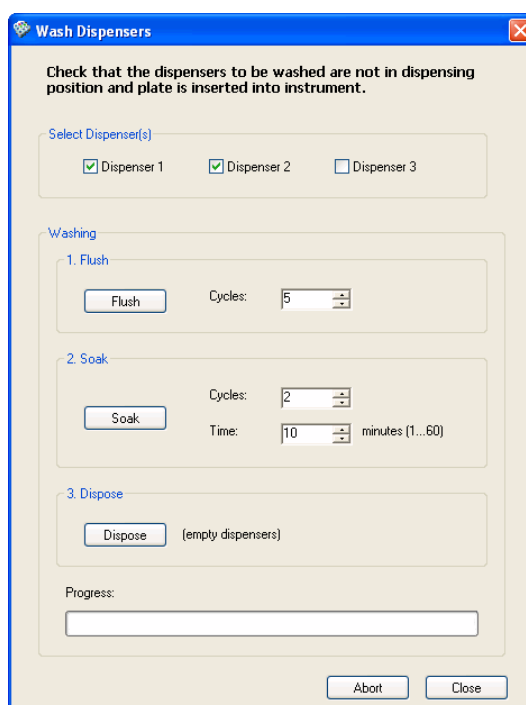 Wash Dispensers
Check that the dispensers to be washed are not in dispensing
position and plate is inserted into instrument.
Select Dispenser(s)
Dispenser 1 Dispenser 2 Dispenser 3
Washing
1. Flush
Flush Cycles: 5
2. Soak
Cycles: 2
Soak
Time: 10 minutes (1...60)
3. Dispose
Dispose (empty dispensers)
Progress:
Abort Close